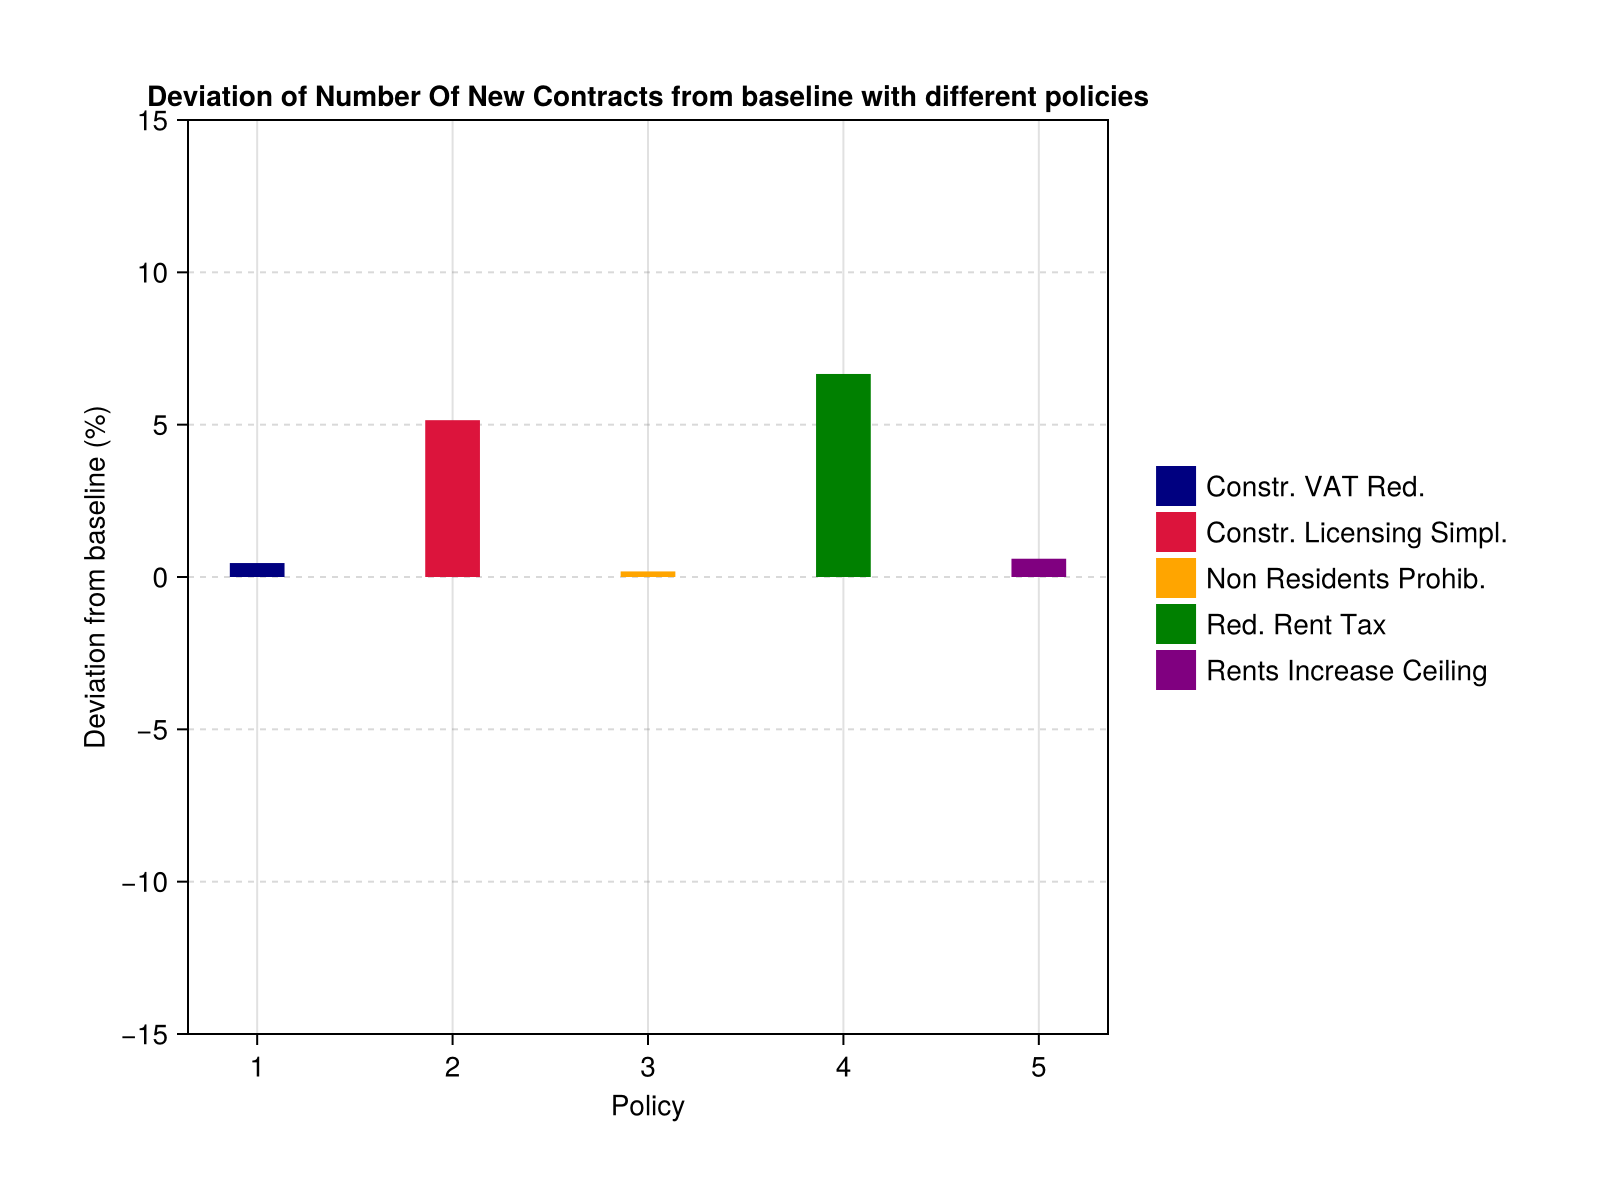 Deviation of Number Of New Contracts from baseline with different policies
15
10
5
0
−5
−10
−15
Deviation from baseline (%)
1 2 3 4 5
Policy
Constr. VAT Red.
Constr. Licensing Simpl.
Non Residents Prohib.
Red. Rent Tax
Rents Increase Ceiling